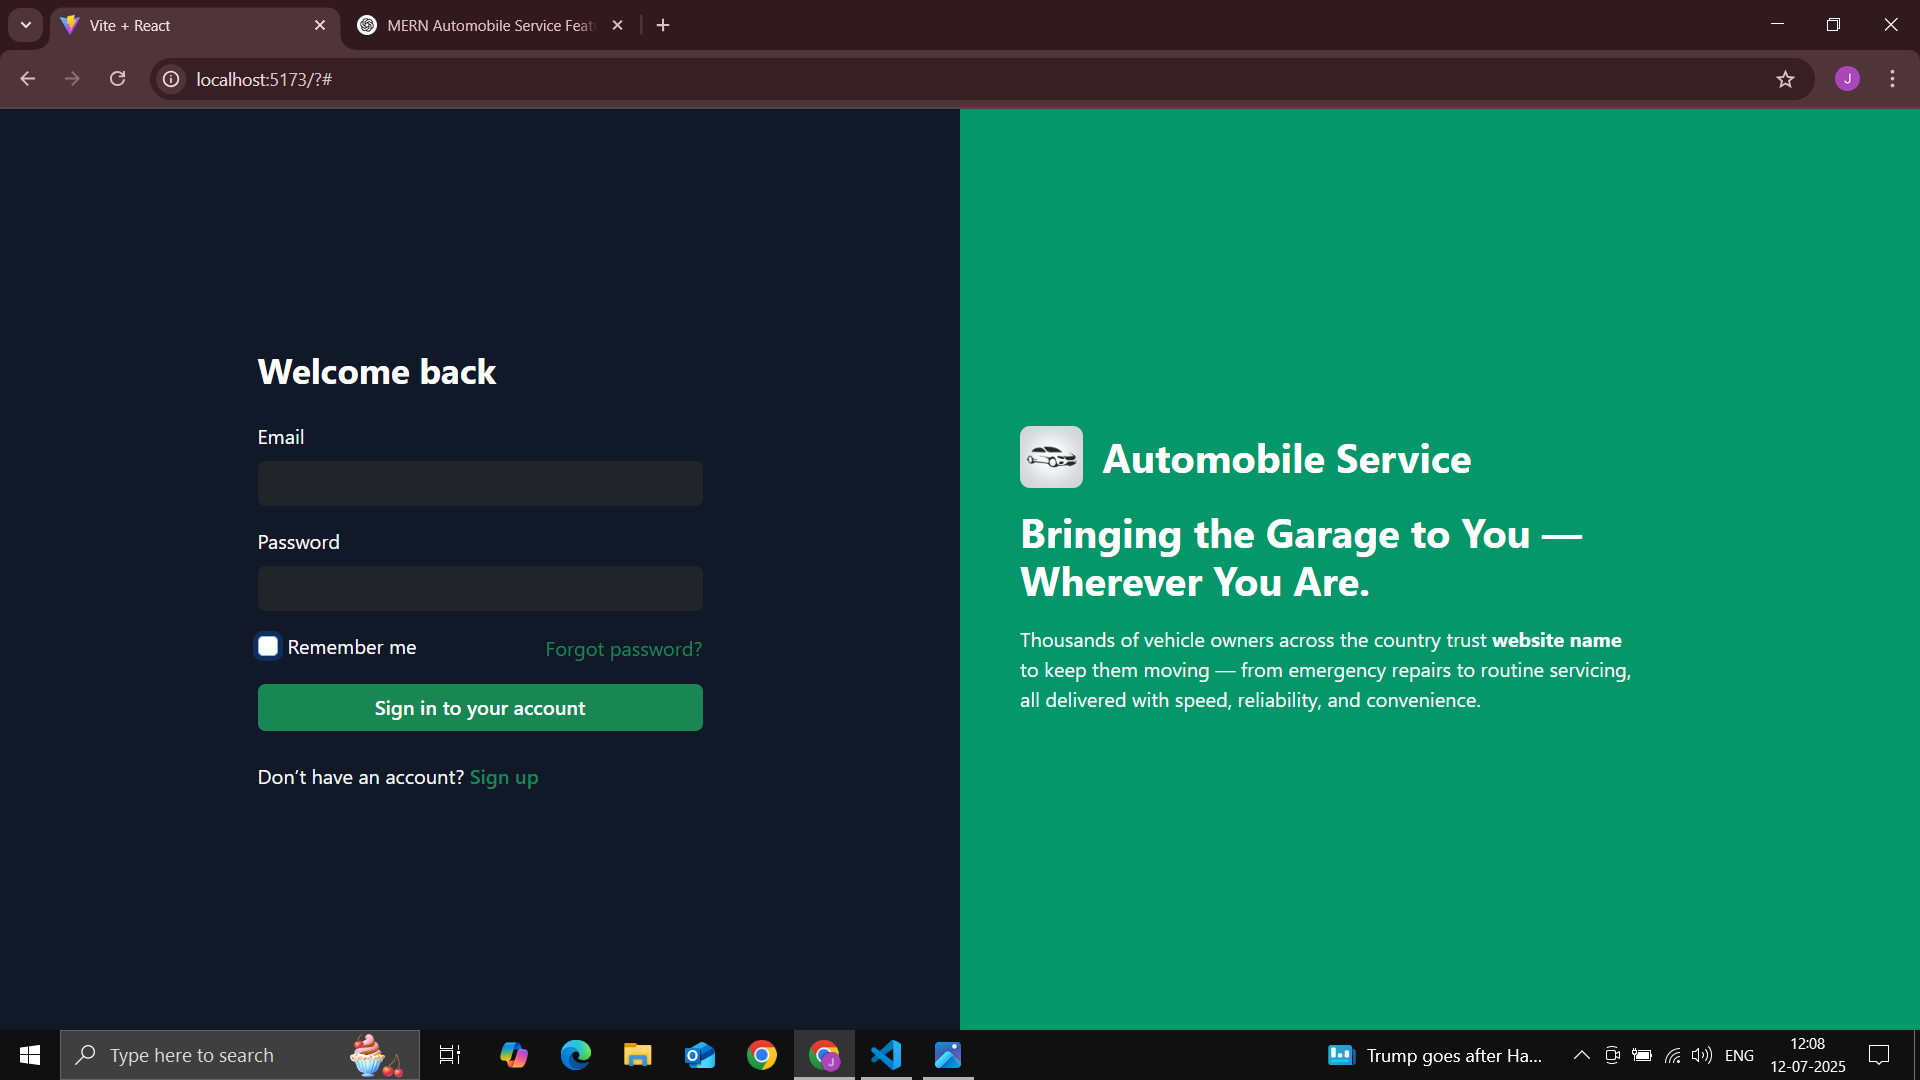 Vite + React
MERN Automobile Service Feat
localhost:5173/?#
J
Welcome back
Email
Password
Remember me
Forgot password?
Sign in to your account
Don’t have an account? Sign up
Automobile Service
Bringing the Garage to You —
Wherever You Are.
Thousands of vehicle owners across the country trust website name
to keep them moving — from emergency repairs to routine servicing,
all delivered with speed, reliability, and convenience.
Type here to search
J
Trump goes after Ha...
ENG
12:08
12-07-2025